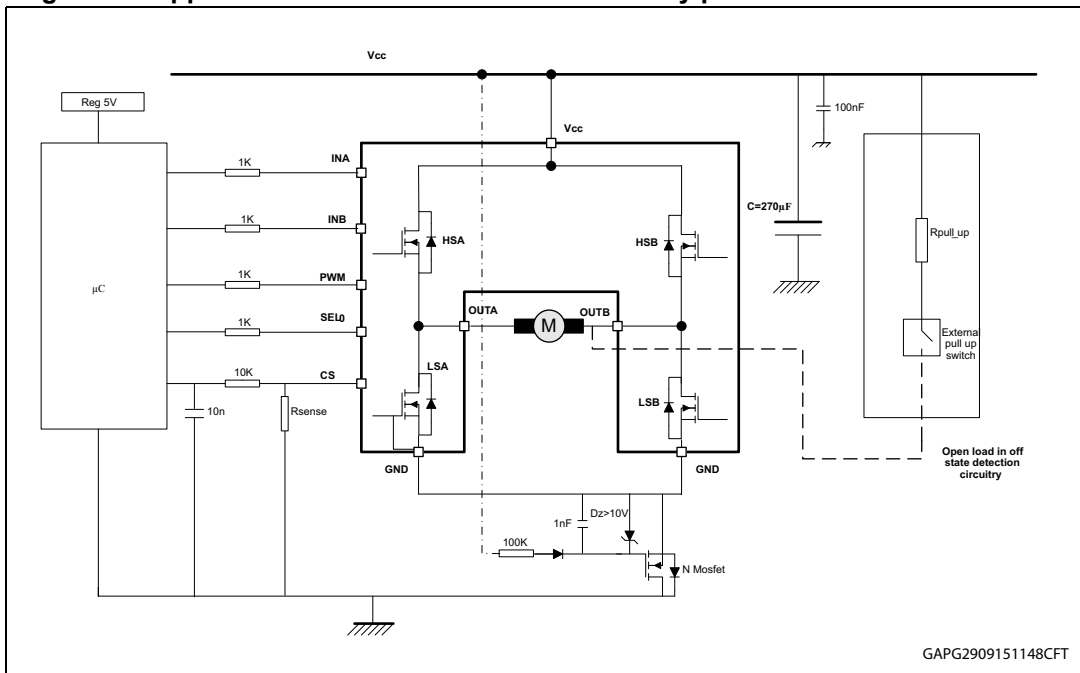 Vcc
Reg 5V
100nF
Vcc
1K
INA
C=270µF
1K
INB
HSA
HSB
Rpull_up
µC
1K
PWM
OUTA
M
OUTB
1K
SEL0
External
pull up
switch
LSA
10K
CS
LSB
10n
Rsense
GND
GND
Open load in off
state detection
circuitry
Dz>10V
1nF
100K
N Mosfet
GAPG2909151148CFT